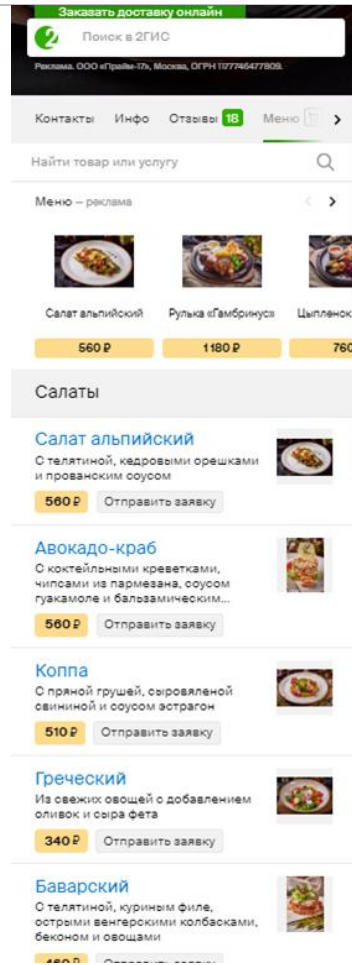 Заказать доставку онлайн
Поиск в 2ГИС
Реклама. ООО «Прайм-17», Москва, ОГРН 1177746477809.
Контакты Инфо Отзывы 18 Меню
Найти товар или услугу
Меню – реклама
Салат альпийский Рулька «Гамбринус» Цыпленок
560 ₽ 1180 ₽ 760
Салаты
Салат альпийский
С телятиной, кедровыми орешками
и прованским соусом
560 ₽ Отправить заявку
Авокадо-краб
С коктейльными креветками,
чипсами из пармезана, соусом
гуакамоле и бальзамическим...
560 ₽ Отправить заявку
Коппа
С пряной грушей, сыровяленой
свининой и соусом эстрагон
510 ₽ Отправить заявку
Греческий
Из свежих овощей с добавлением
оливок и сыра фета
340 ₽ Отправить заявку
Баварский
С телятиной, куриным филе,
острыми венгерскими колбасками,
беконом и овощами
460 ₽ Отправить заявку